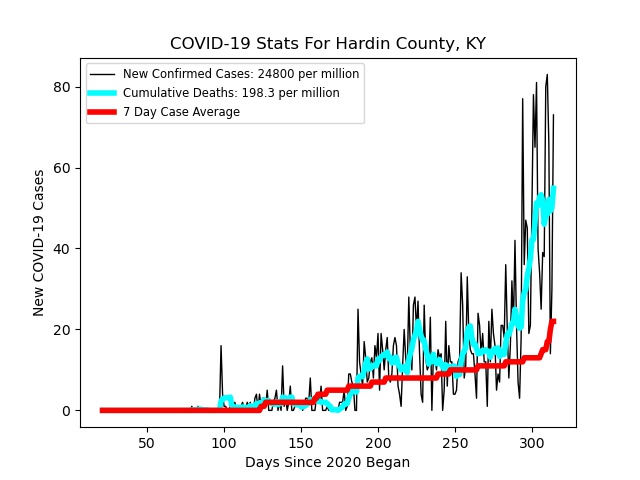 COVID-19 Stats For Hardin County, KY
New Confirmed Cases: 24800 per million
Cumulative Deaths: 198.3 per million
7 Day Case Average
New COVID-19 Cases
80
60
40
20
0
50 100 150 200 250 300
Days Since 2020 Began